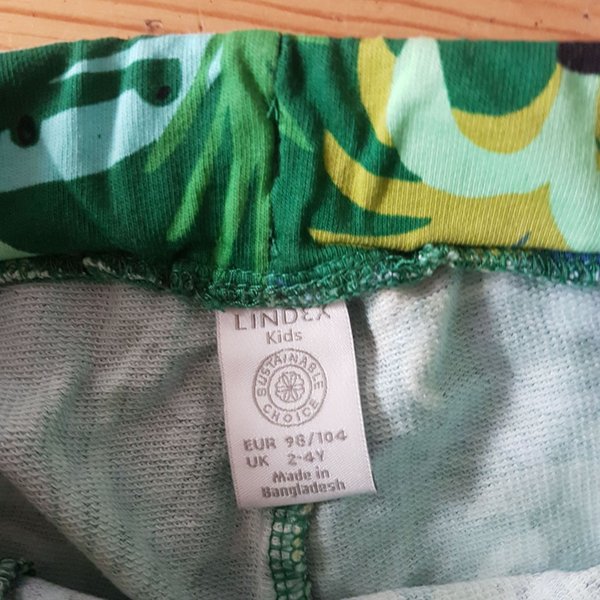 LINDEX
Kids
SUSTAINABLE
CHOICE
EUR 98/104
UK 2-4Y
Made in
Bangladesh